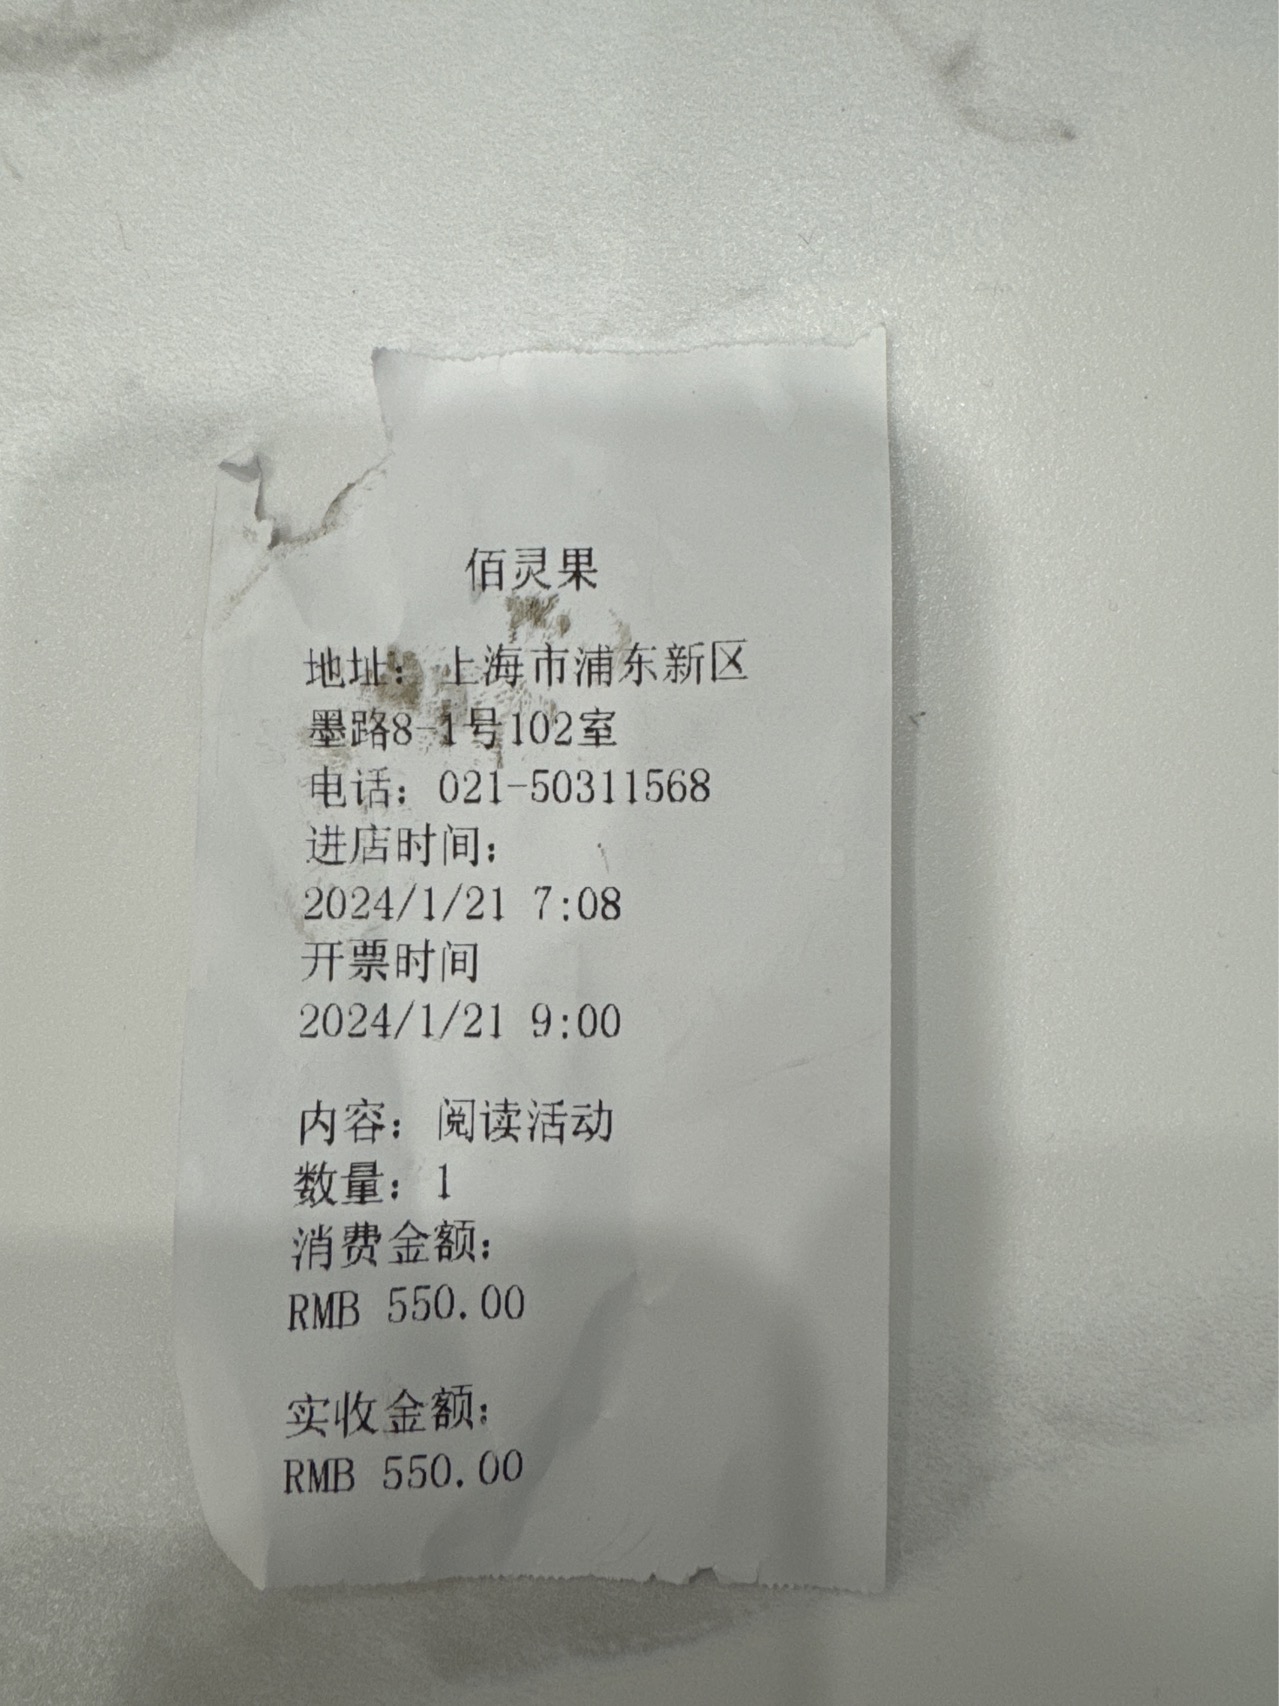 佰灵果
地址：上海市浦东新区
墨路8-1号102室
电话：021-50311568
进店时间：
2024/1/21 7:08
开票时间
2024/1/21 9:00
内容：阅读活动
数量：1
消费金额：
RMB 550.00
实收金额：
RMB 550.00